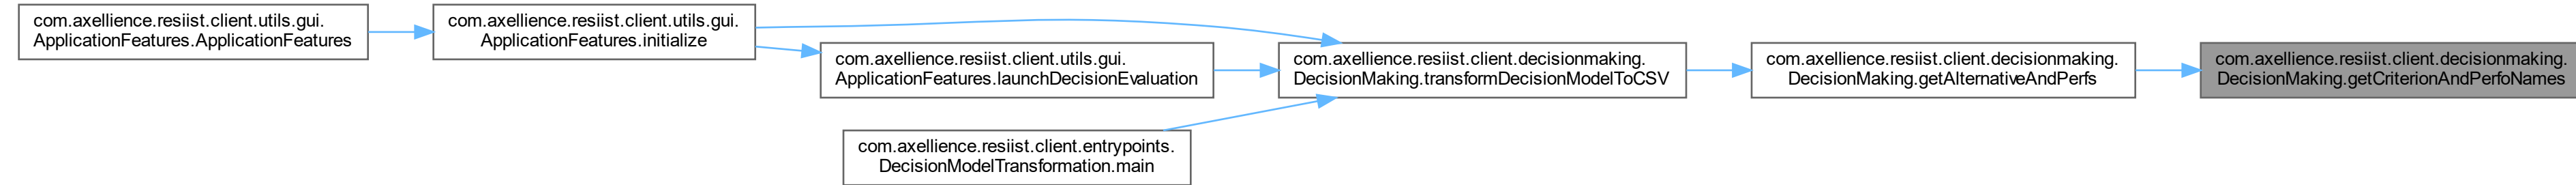 com.axellience.resiist.client.utils.gui.
ApplicationFeatures.ApplicationFeatures
com.axellience.resiist.client.utils.gui.
ApplicationFeatures.initialize
com.axellience.resiist.client.utils.gui.
ApplicationFeatures.launchDecisionEvaluation
com.axellience.resiist.client.entrypoints.
DecisionModelTransformation.main
com.axellience.resiist.client.decisionmaking.
DecisionMaking.transformDecisionModelToCSV
com.axellience.resiist.client.decisionmaking.
DecisionMaking.getAlternativeAndPerfs
com.axellience.resiist.client.decisionmaking.
DecisionMaking.getCriterionAndPerfoNames